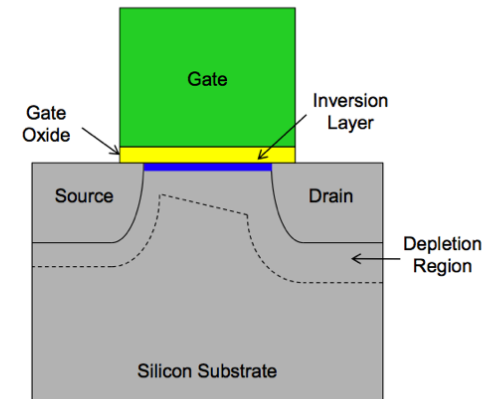 Gate
Gate
Oxide
Inversion
Layer
Source
Drain
Depletion
Region
Silicon Substrate